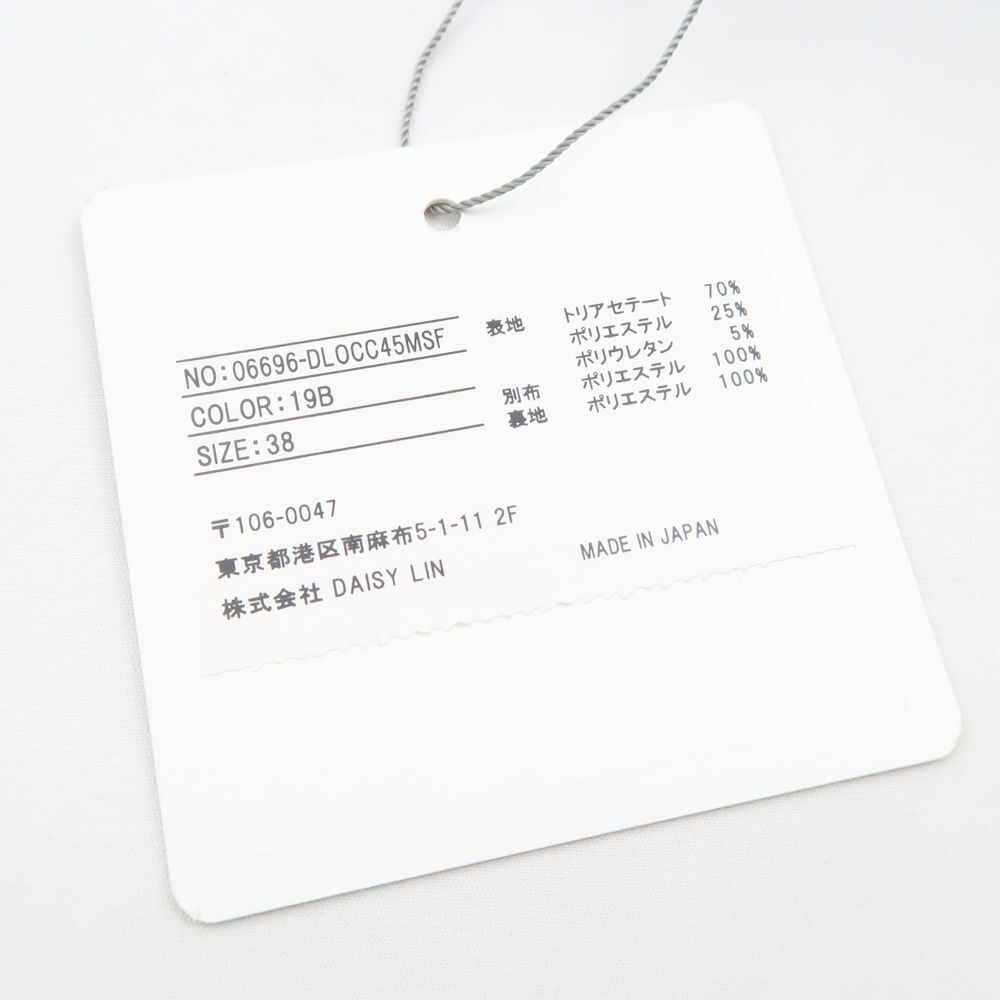 NO:06696-DLOCC45MSF
COLOR:19B
SIZE:38
表地 トリアセテート 70%
ポリエステル 25%
ポリウレタン 5%
別布 ポリエステル 100%
裏地 ポリエステル 100%
〒106-0047
東京都港区南麻布5-1-11 2F
株式会社 DAISY LIN
MADE IN JAPAN